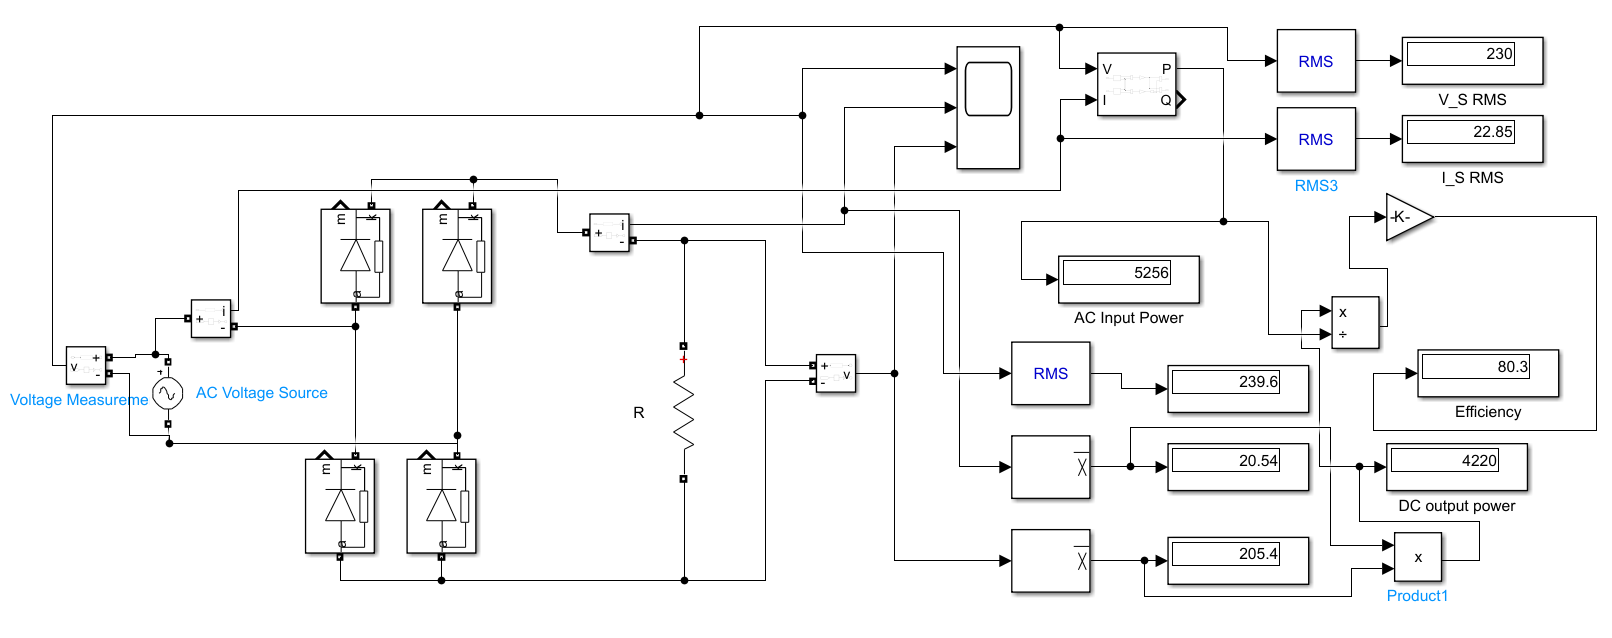 V
P
I
Q
RMS
230
V_S RMS
RMS
22.85
I_S RMS
RMS3
-K-
m
k
a
m
k
a
i
+
-
5256
AC Input Power
x
÷
i
+
-
v
+
-
Voltage Measureme
+
AC Voltage Source
R
+
+
-
v
RMS
239.6
80.3
Efficiency
m
k
a
m
k
a
x
20.54
4220
DC output power
x
205.4
x
Product1